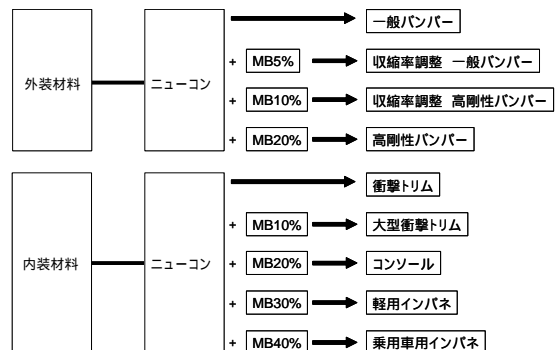 外装材料
ニューコン
一般バンパー
+ MB5% 収縮率調整 一般バンパー
+ MB10% 収縮率調整 高剛性バンパー
+ MB20% 高剛性バンパー
内装材料
ニューコン
衝撃トリム
+ MB10% 大型衝撃トリム
+ MB20% コンソール
+ MB30% 軽用インパネ
+ MB40% 乗用車用インパネ